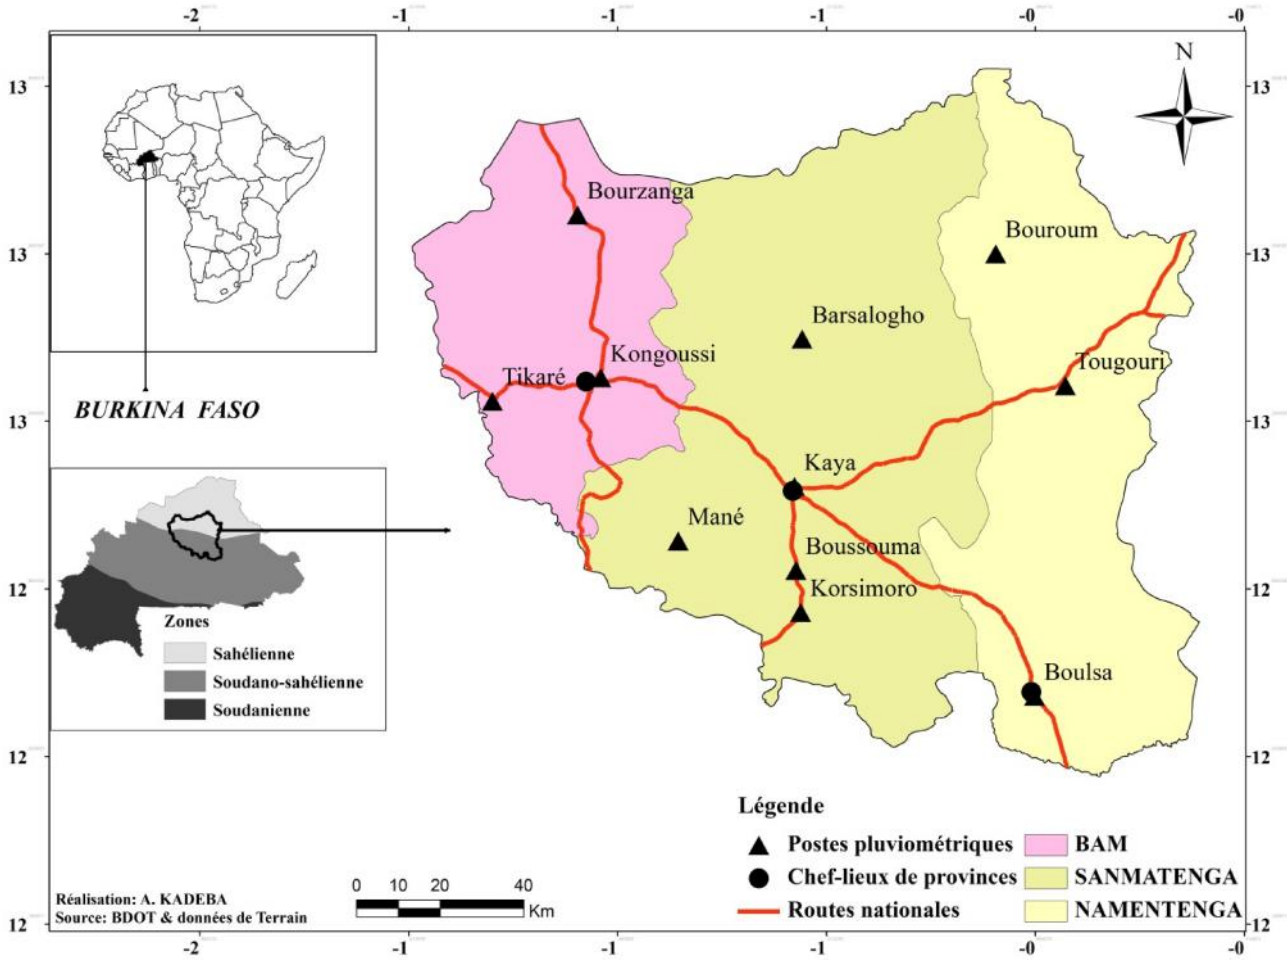 -2 -1 -1 -1 -0 -0
N
13 13
Bourzanga
Bouroum
13 13
Barsalogho
Kongoussi
Tikaré Tougouri
BURKINA FASO
13 13
Kaya
Mané
Boussouma
Korsimoro
12 12
Zones
Sahélienne
Soudano-sahélienne
Soudanienne
Boulsa
12 12
Légende
Postes pluviométriques BAM
Chef-lieux de provinces SANMATENGA
Routes nationales NAMENTENGA
0 10 20 40
Km
Réalisation: A. KADEBA
Source: BDOT & données de Terrain
12 12
-2 -1 -1 -1 -0 -0